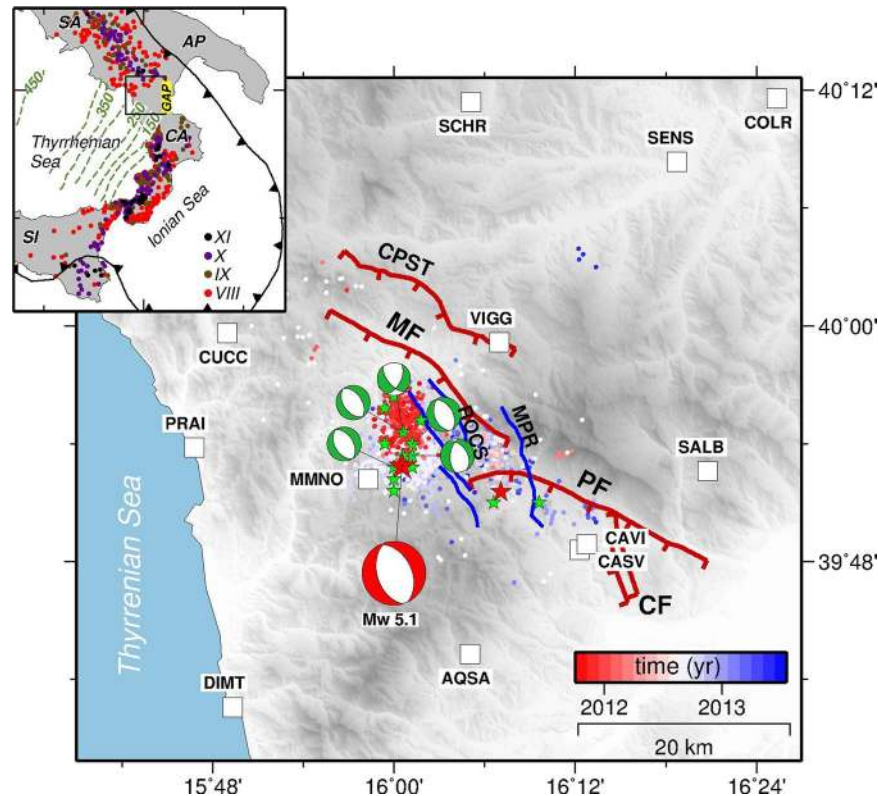 SA
AP
450
350
250
150
GAP
Thyrrhenian
Sea
CA
Ionian Sea
SI
XI
X
IX
VIII
40°12'
SCHR
COLR
SENS
CPST
VIGG
40°00'
MF
CUCC
PRAI
ROCS
MPR
SALB
MMNO
PF
CAVI
39°48'
CASV
CF
Mw 5.1
Thyrrenian Sea
AQSA
DIMT
time (yr)
2012
2013
20 km
15°48'
16°00'
16°12'
16°24'